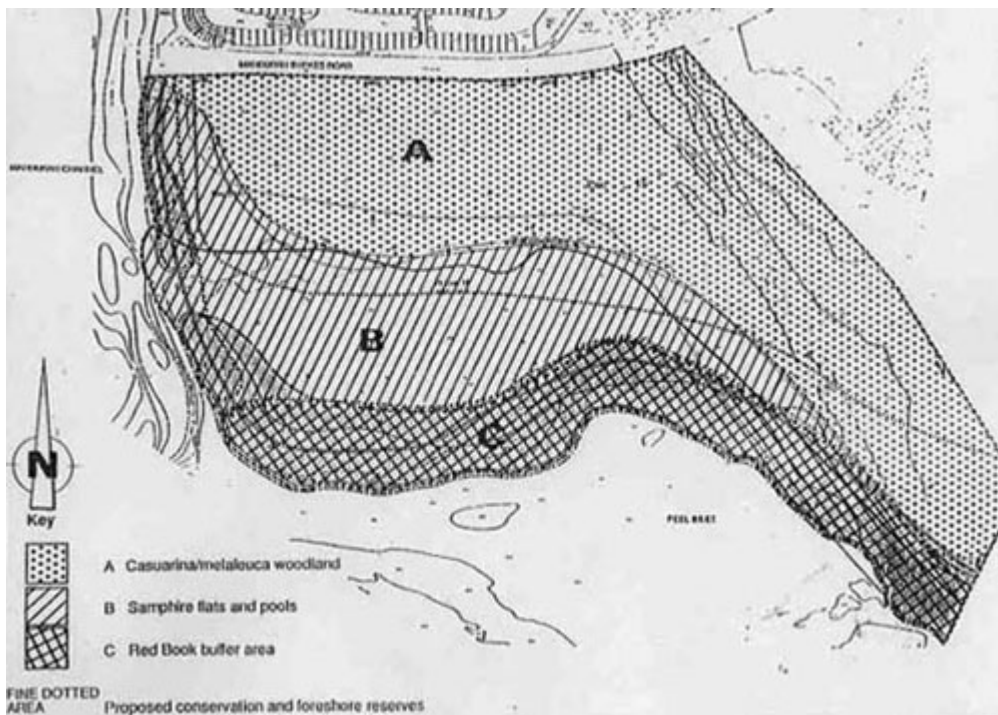 ROAD
A
B
C
PEEL INLET
N
Key
A Casuarina/melaleuca woodland
B Samphire flats and pools
C Red Book buffer area
FINE DOTTED
AREA Proposed conservation and foreshore reserves